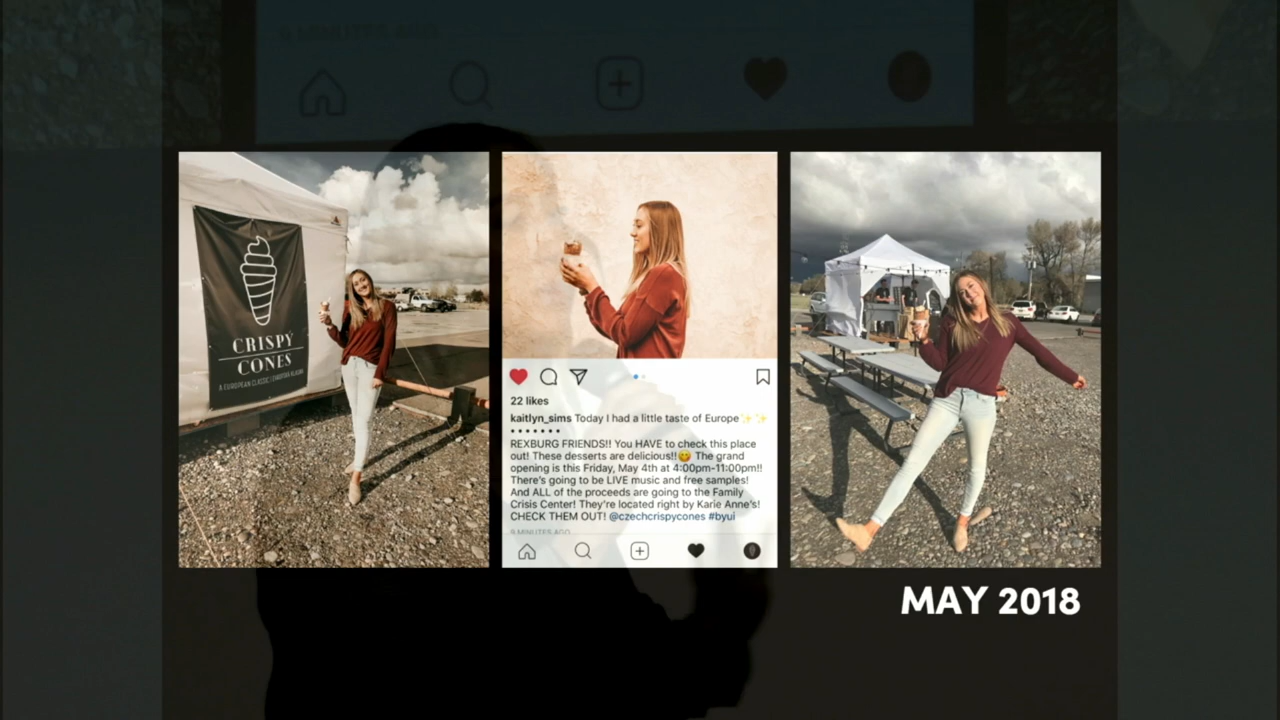 CRISPY
CONES
22 likes
kaitlyn_sims Today I had a little taste of Europe✨✨
•••••••
REXBURG FRIENDS!! You HAVE to check this place
out! These desserts are delicious!!😋 The grand
opening is this Friday, May 4th at 4:00pm-11:00pm!!
There's going to be LIVE music and free samples!
And ALL of the proceeds are going to the Family
Crisis Center! They're located right by Karie Anne's!
CHECK THEM OUT! @czechcrispycones #byui
9 MINUTES AGO
MAY 2018